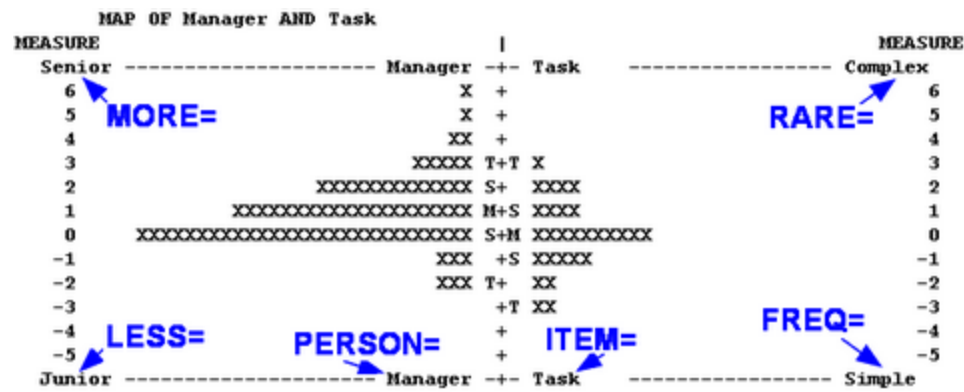 MAP OF Manager AND Task
MEASURE | MEASURE
Senior --------------------- Manager -+- Task ----------------- Complex
6 X + 6
MORE= RARE=
5 X + 5
4 XX + 4
3 XXXXX T+T X 3
2 XXXXXXXXXXXXX S+ XXXX 2
1 XXXXXXXXXXXXXXXXXXXX M+S XXXX 1
0 XXXXXXXXXXXXXXXXXXXXXXXXXXXX S+M XXXXXXXXXX 0
-1 XXX +S XXXXX -1
-2 XXX T+ XX -2
-3 +T XX -3
LESS= PERSON= ITEM= FREQ=
-4 + -4
-5 + -5
Junior --------------------- Manager -+- Task ----------------- Simple